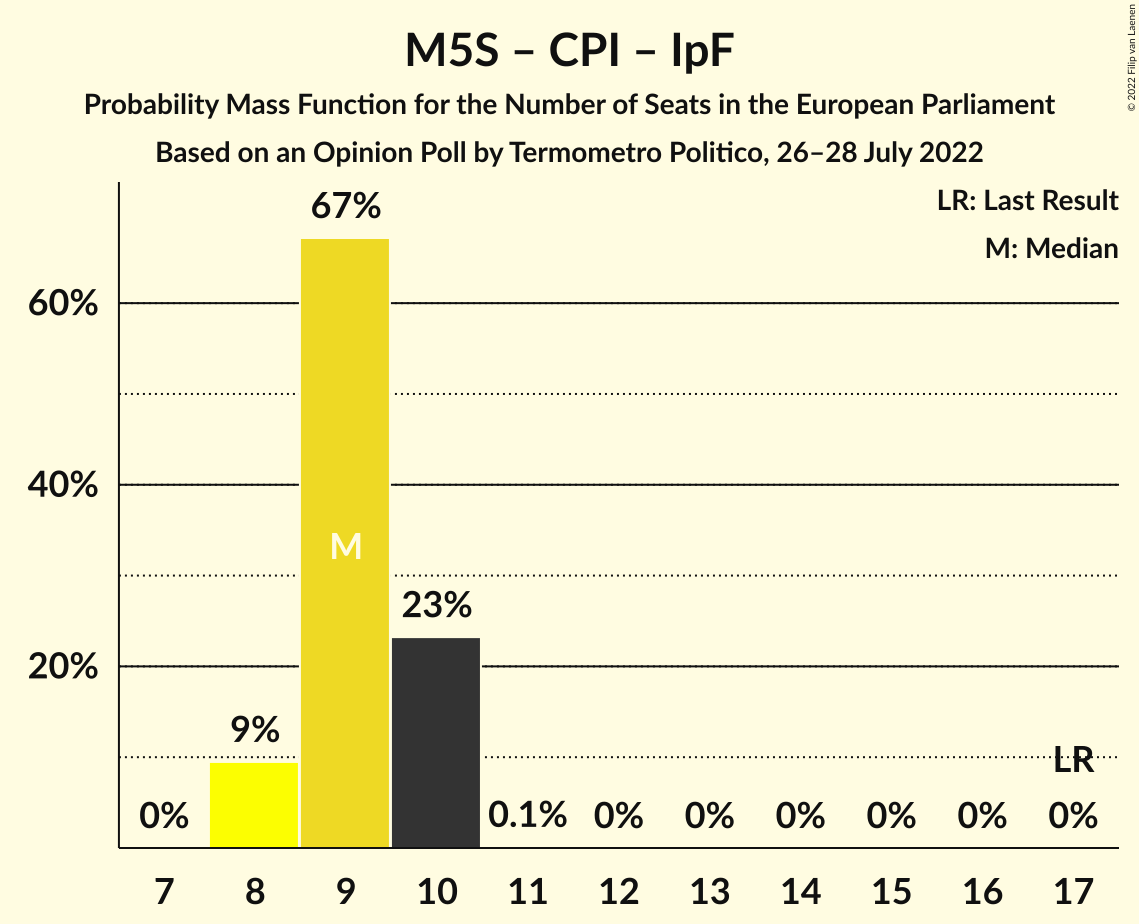 M5S – CPI – IpF
Probability Mass Function for the Number of Seats in the European Parliament
Based on an Opinion Poll by Termometro Politico, 26–28 July 2022
© 2022 Filip van Laenen
LR: Last Result
M: Median
67%
60%
40%
M
23%
20%
9%
LR
0%
0.1%
0%
0%
0%
0%
0%
0%
7 8 9 10 11 12 13 14 15 16 17